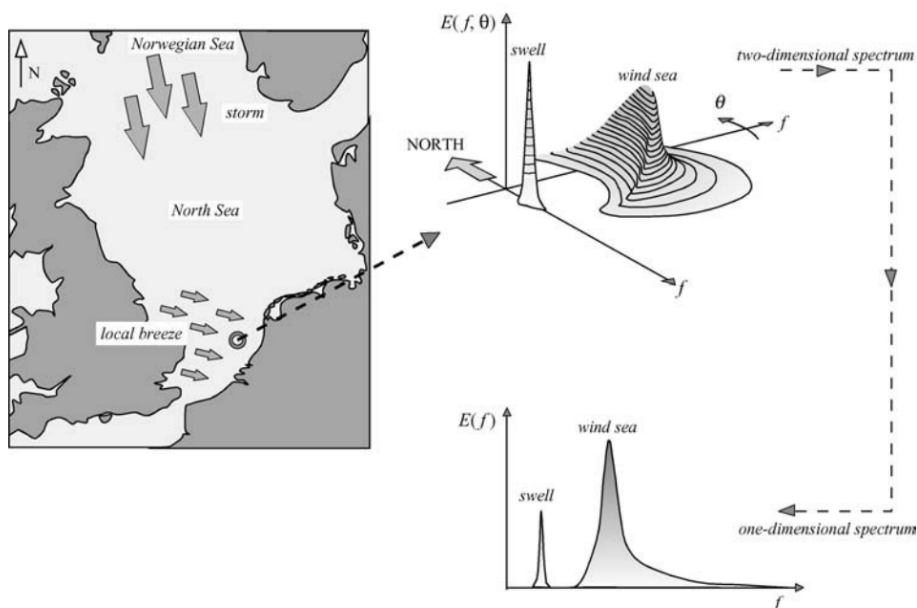 Norwegian Sea
N
storm
North Sea
local breeze
E(f, θ)
swell
wind sea
two-dimensional spectrum
θ
f
NORTH
f
E(f)
wind sea
swell
one-dimensional spectrum
f